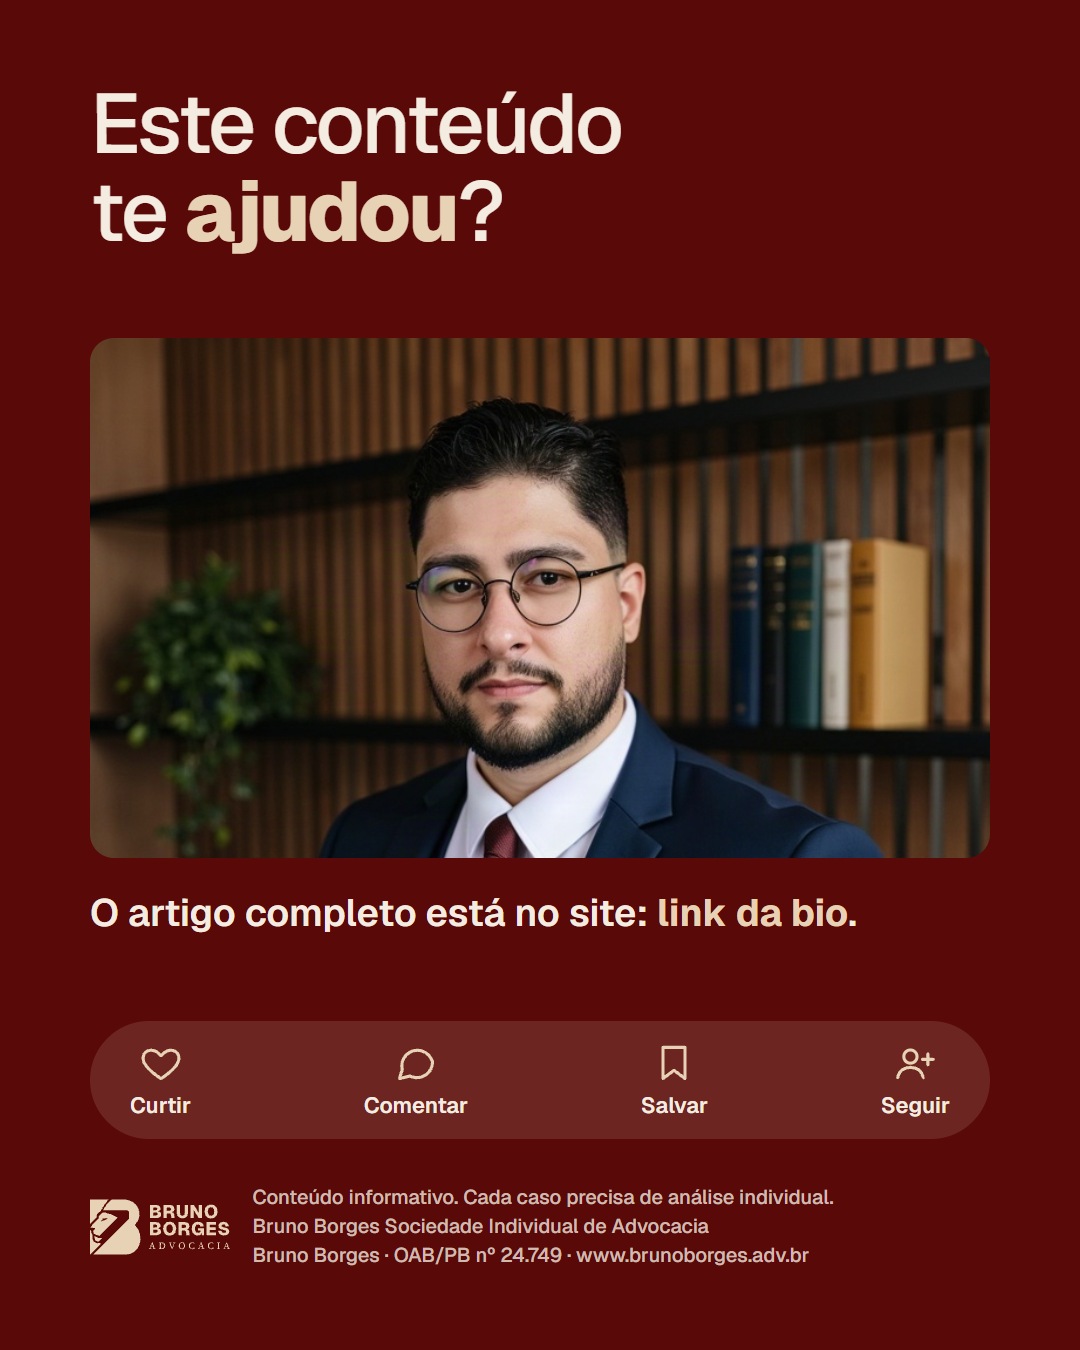 Este conteúdo
te ajudou?
O artigo completo está no site: link da bio.
Curtir
Comentar
Salvar
Seguir
BRUNO
BORGES
ADVOCACIA
Conteúdo informativo. Cada caso precisa de análise individual.
Bruno Borges Sociedade Individual de Advocacia
Bruno Borges · OAB/PB nº 24.749 · www.brunoborges.adv.br